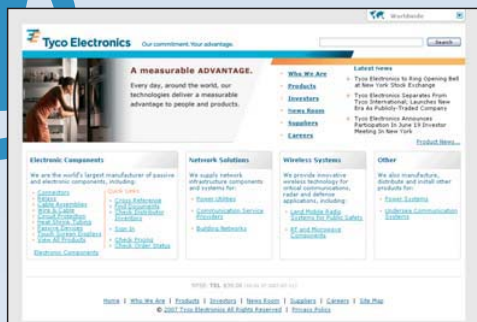 Worldwide
Tyco Electronics
Our commitment. Your advantage.
Search
A measurable ADVANTAGE.
Every day, around the world, our
technologies deliver a measurable
advantage to people and products.
Who We Are
Products
Investors
News Room
Suppliers
Careers
Latest News
Tyco Electronics to Ring Opening Bell
at New York Stock Exchange
Tyco Electronics Separates From
Tyco International; Launches New
Era As Publicly-Traded Company
Tyco Electronics Announces
Participation In June 19 Investor
Meeting In New York
Product News...
Electronic Components
We are the world's largest manufacturer of passive
and electronic components, including:
Connectors
Relays
Cable Assemblies
Wire & Cable
Circuit Protection
Heat Shrink Tubing
Passive Devices
Touch Screen Displays
View All Products
Electronic Components
Quick Links
Cross Reference
Find Documents
Check Distributor
Inventory
Sign In
Check Pricing
Check Order Status
Network Solutions
We supply network
infrastructure components
and systems for:
Power Utilities
Communication Service
Providers
Building Networks
Wireless Systems
We provide innovative
wireless technology for
critical communications,
radar and defense
applications, including:
Land Mobile Radio
Systems for Public Safety
RF and Microwave
Components
Other
We also manufacture,
distribute and install other
products for:
Power Systems
Undersea Communication
Systems
NYSE: TEL
Home | Who We Are | Products | Investors | News Room | Suppliers | Careers | Site Map
© 2007 Tyco Electronics All Rights Reserved | Privacy Policy